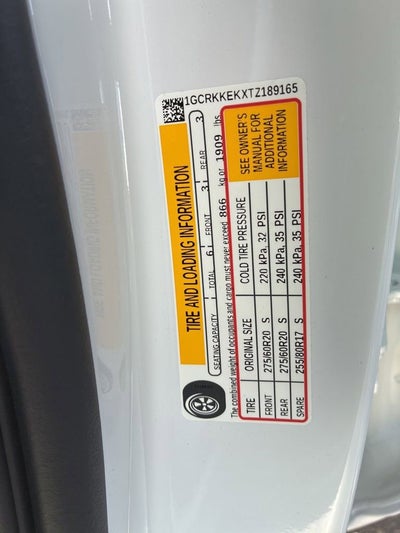 1GCRKKEKXTZ189165
TIRE AND LOADING INFORMATION
SEATING CAPACITY TOTAL 6 FRONT 3 REAR 3
The combined weight of occupants and cargo must never exceed 866 kg or 1909 lbs
TIRE ORIGINAL SIZE COLD TIRE PRESSURE
FRONT 275/60R20 S 220 kPa, 32 PSI
REAR 275/60R20 S 240 kPa, 35 PSI
SPARE 255/80R17 S 240 kPa, 35 PSI
SEE OWNER'S
MANUAL FOR
ADDITIONAL
INFORMATION